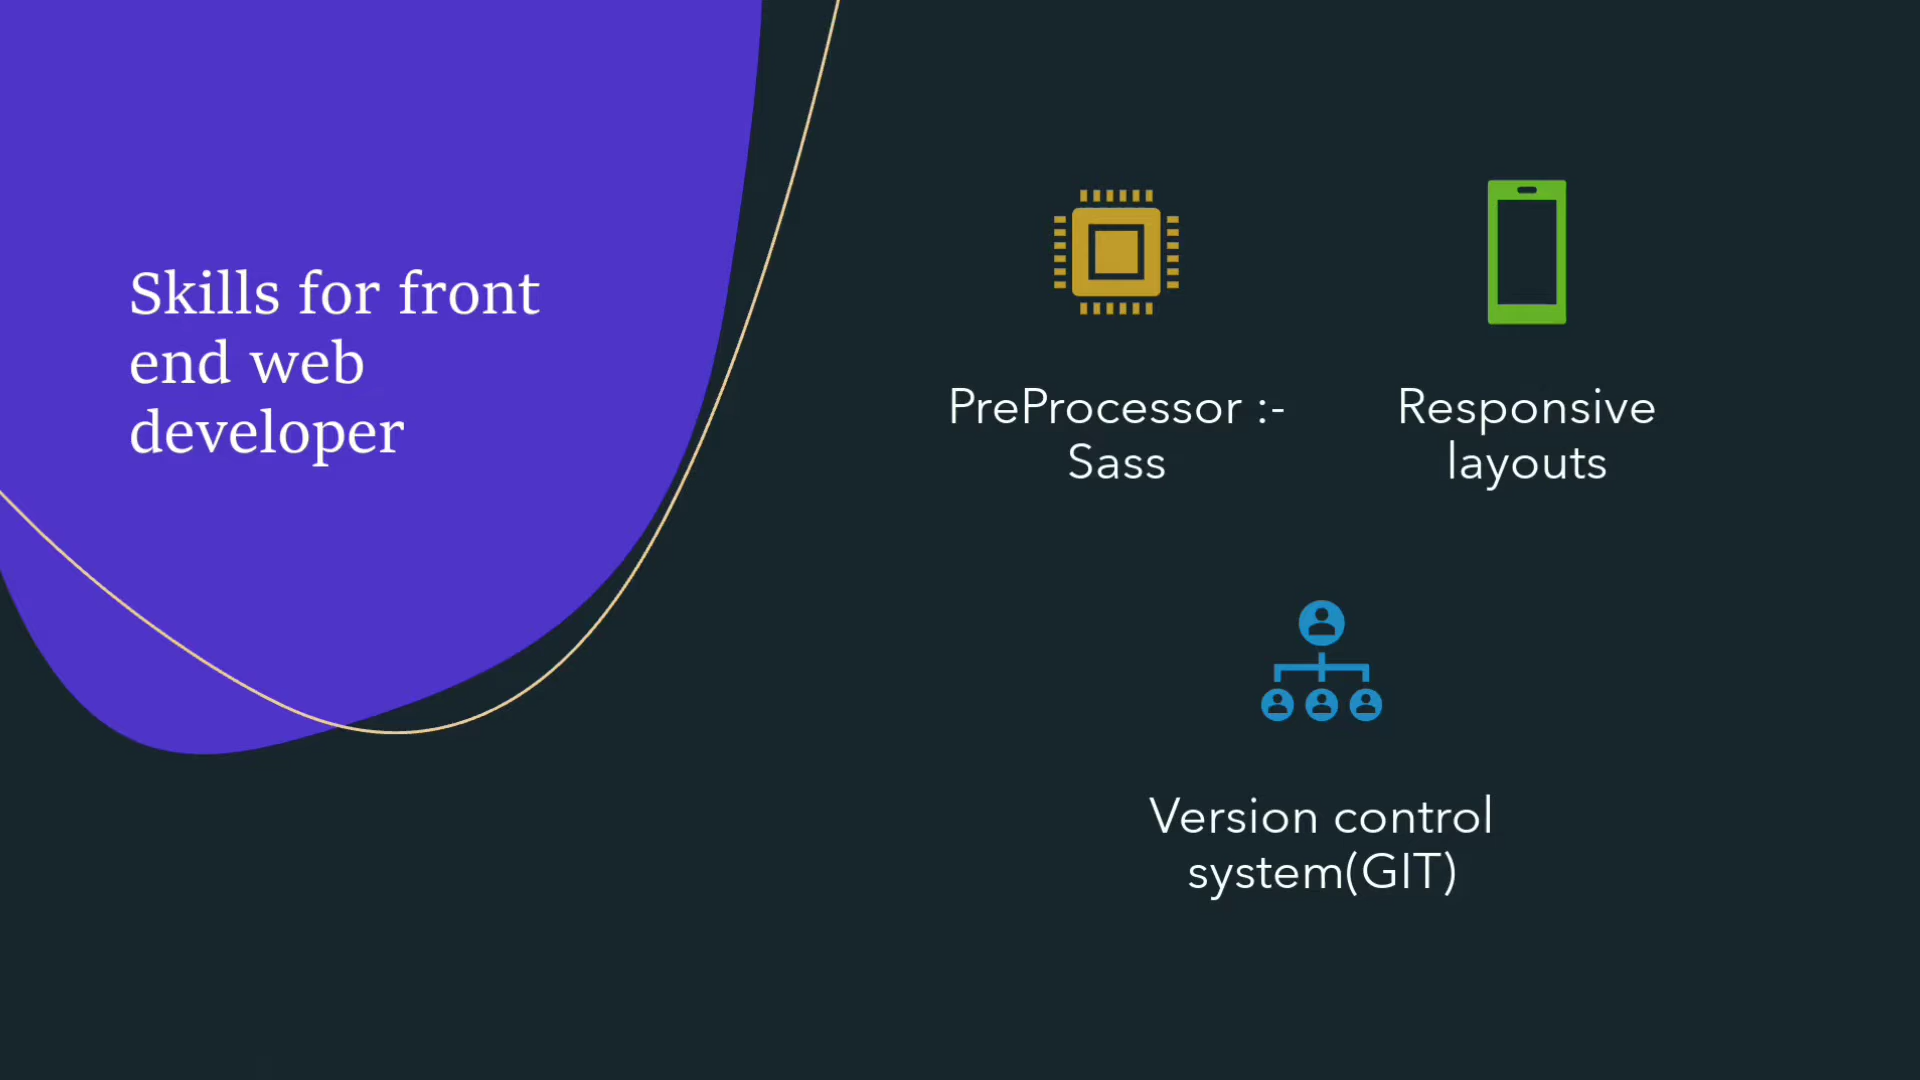 Skills for front
end web
developer
PreProcessor :-
Sass
Responsive
layouts
Version control
system(GIT)